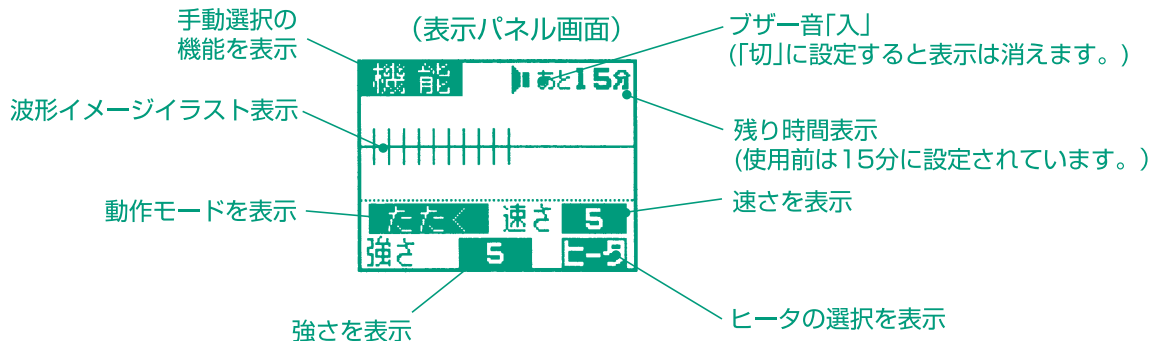 (表示パネル画面)
手動選択の
機能を表示
ブザー音「入」
(「切」に設定すると表示は消えます。)
機能
あと15分
波形イメージイラスト表示
残り時間表示
(使用前は15分に設定されています。)
動作モードを表示
たたく 速さ 5
速さを表示
強さ 5 ヒータ
強さを表示
ヒータの選択を表示